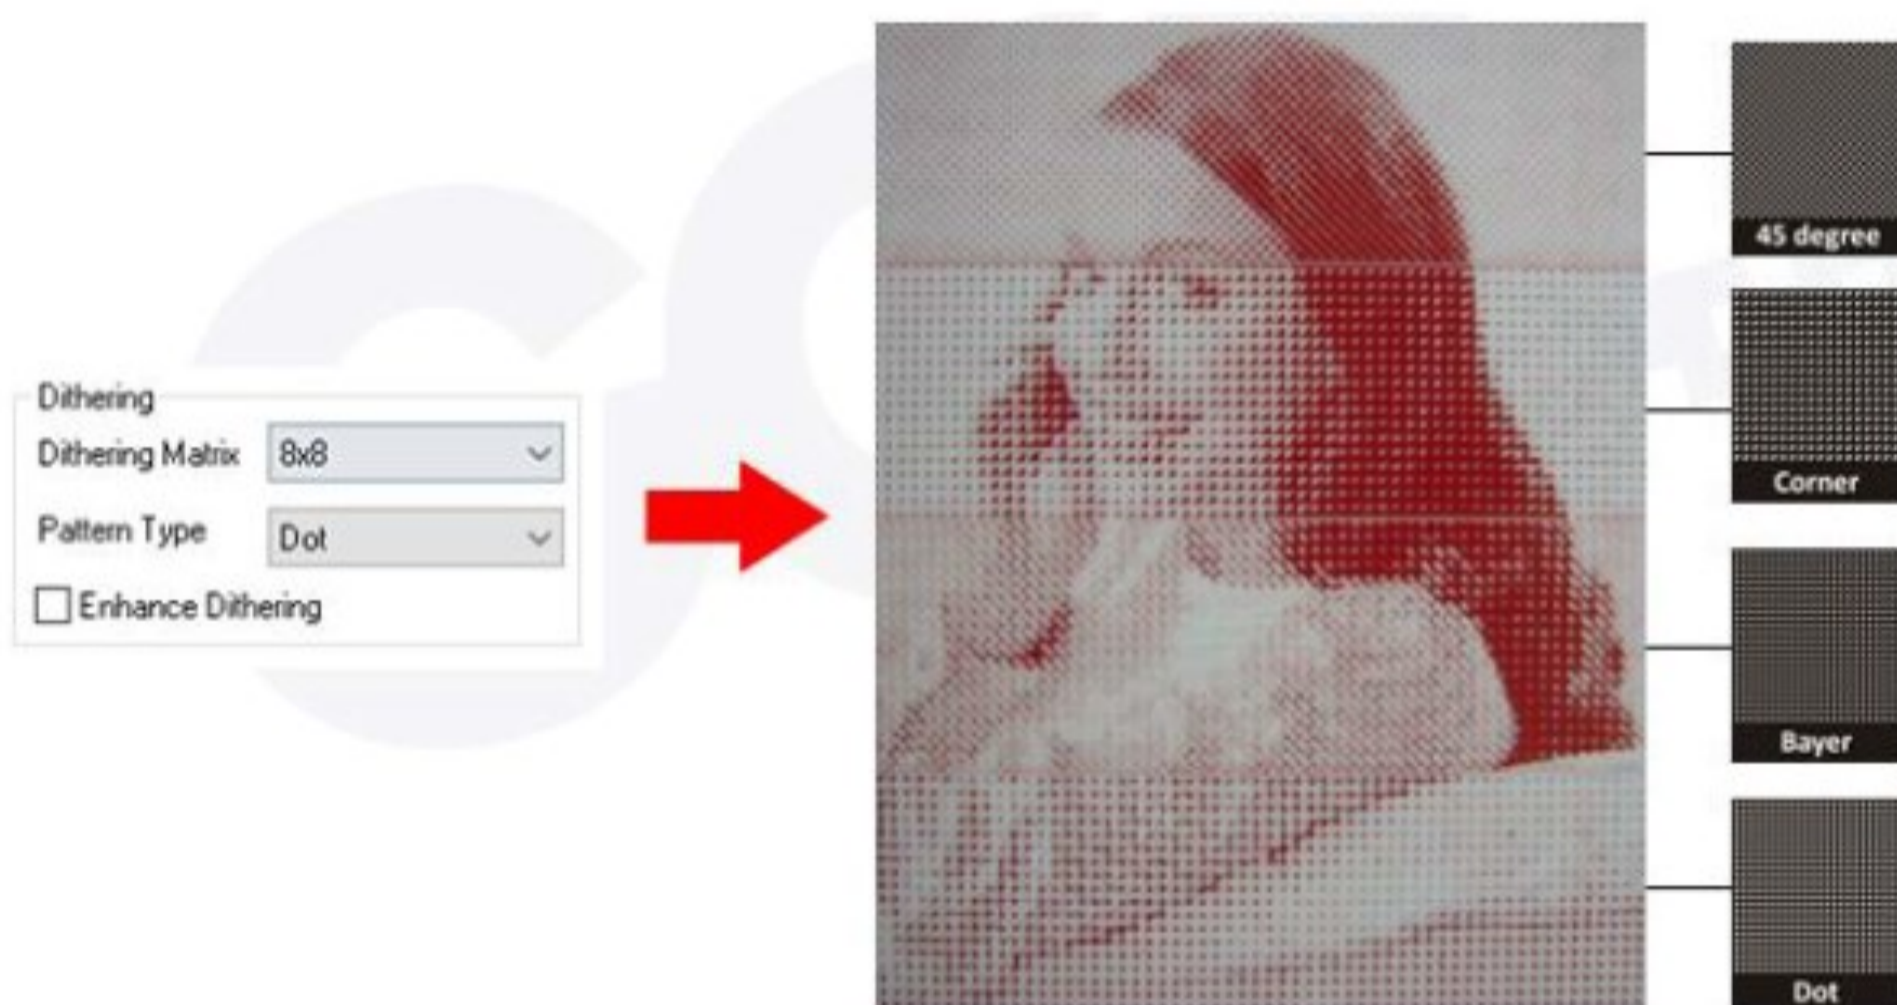 Dithering
Dithering Matrix 8x8
Pattern Type Dot
Enhance Dithering
45 degree
Corner
Bayer
Dot